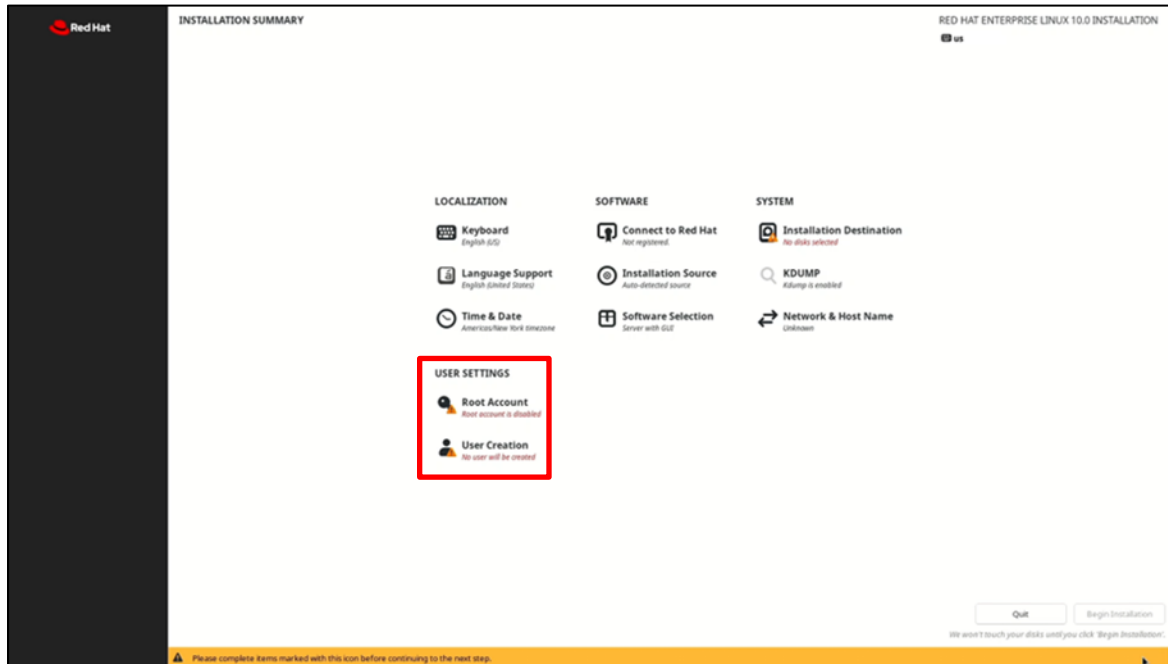 Red Hat
INSTALLATION SUMMARY
RED HAT ENTERPRISE LINUX 10.0 INSTALLATION
us
LOCALIZATION
Keyboard
English (US)
Language Support
English (United States)
Time & Date
Americas/New York timezone
SOFTWARE
Connect to Red Hat
Not registered.
Installation Source
Auto-detected source
Software Selection
Server with GUI
SYSTEM
Installation Destination
No disks selected
KDUMP
Kdump is enabled
Network & Host Name
Unknown
USER SETTINGS
Root Account
Root account is disabled
User Creation
No user will be created
Quit
Begin Installation
We won't touch your disks until you click 'Begin Installation'.
Please complete items marked with this icon before continuing to the next step.